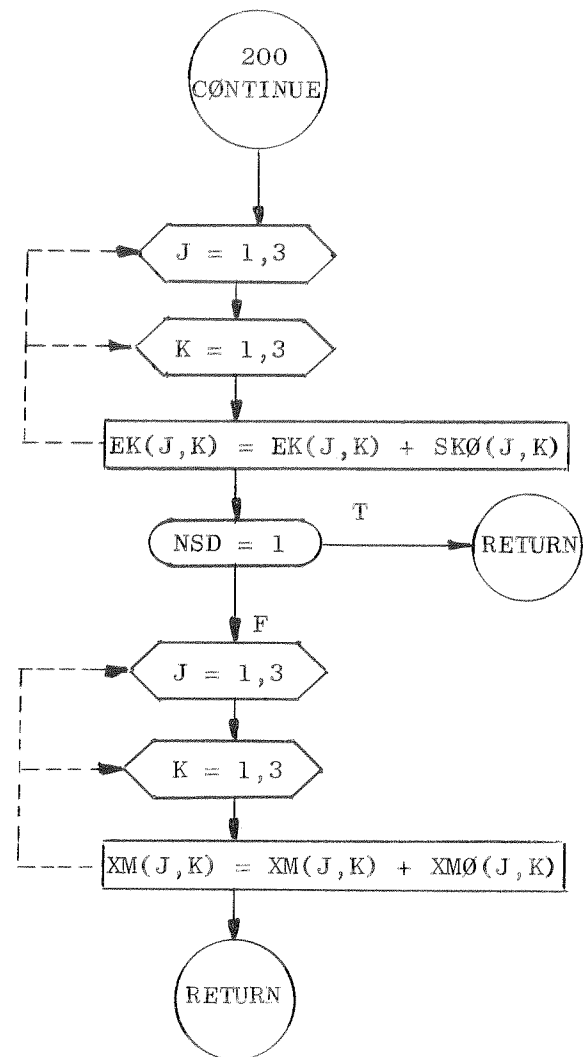 200
CØNTINUE
J = 1,3
K = 1,3
EK(J,K) = EK(J,K) + SKØ(J,K)
T
NSD = 1
RETURN
F
J = 1,3
K = 1,3
XM(J,K) = XM(J,K) + XMØ(J,K)
RETURN